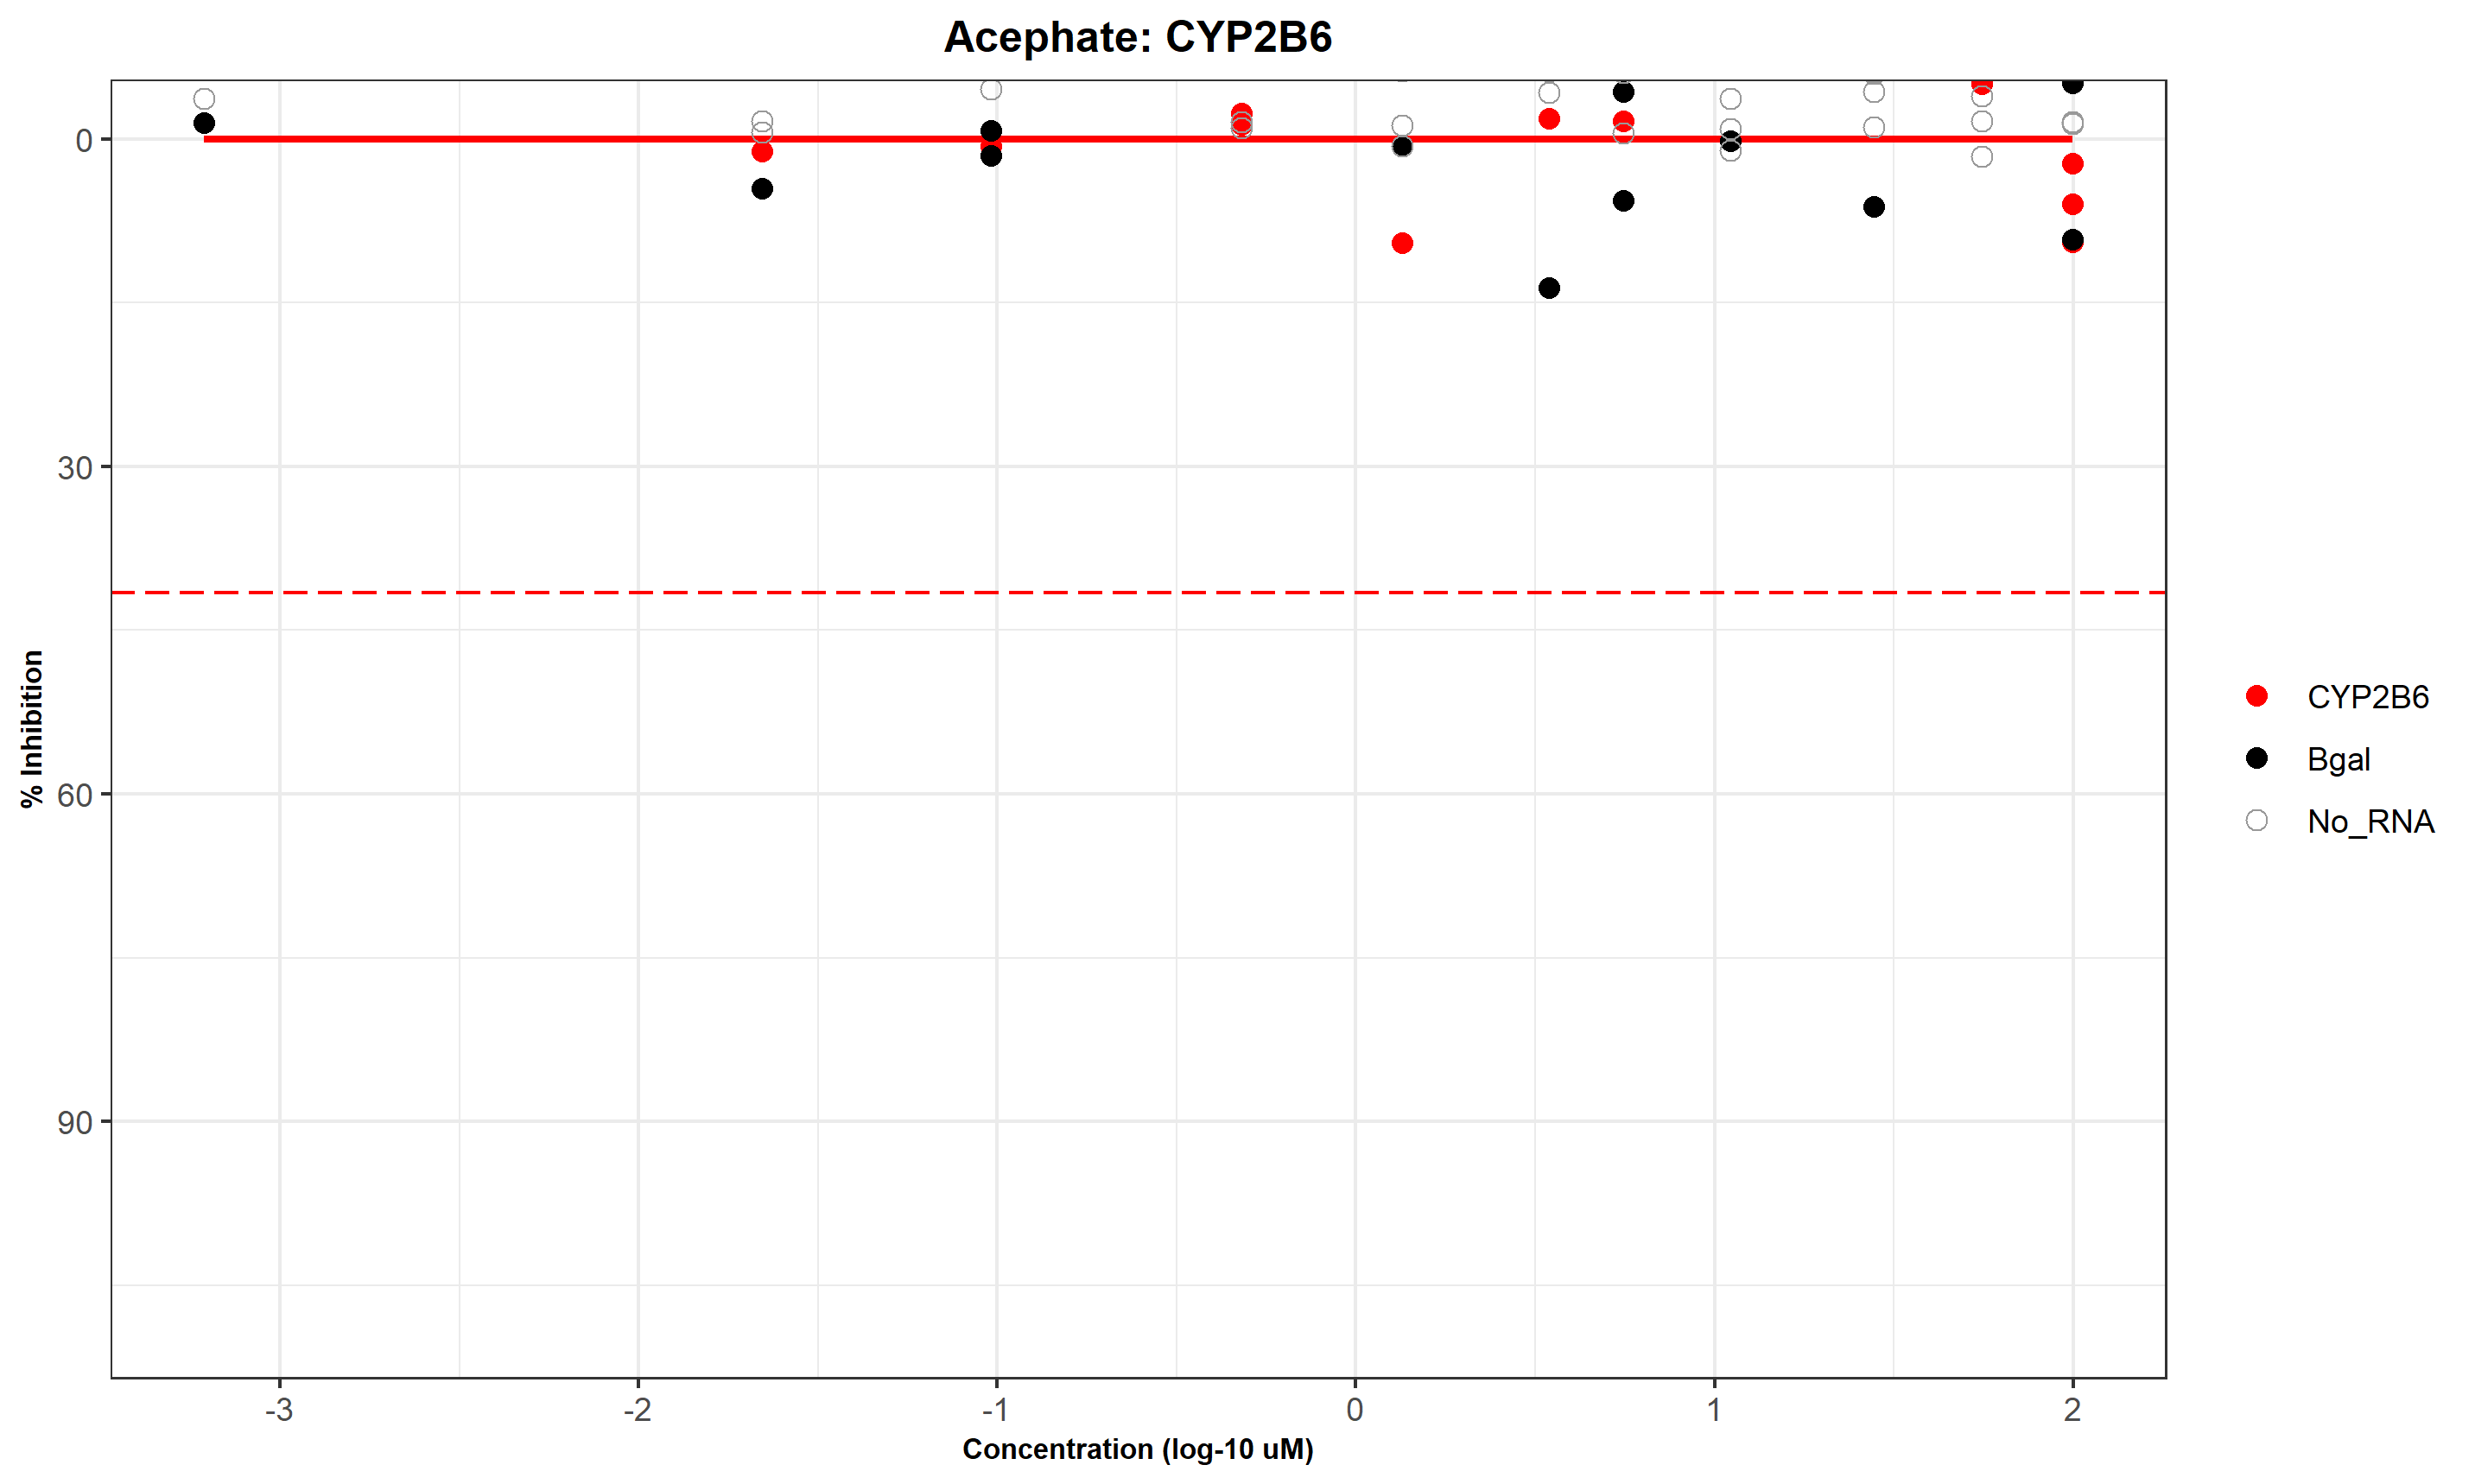 Acephate: CYP2B6
0
30
60
90
% Inhibition
-3
-2
-1
0
1
2
Concentration (log-10 uM)
CYP2B6
Bgal
No_RNA